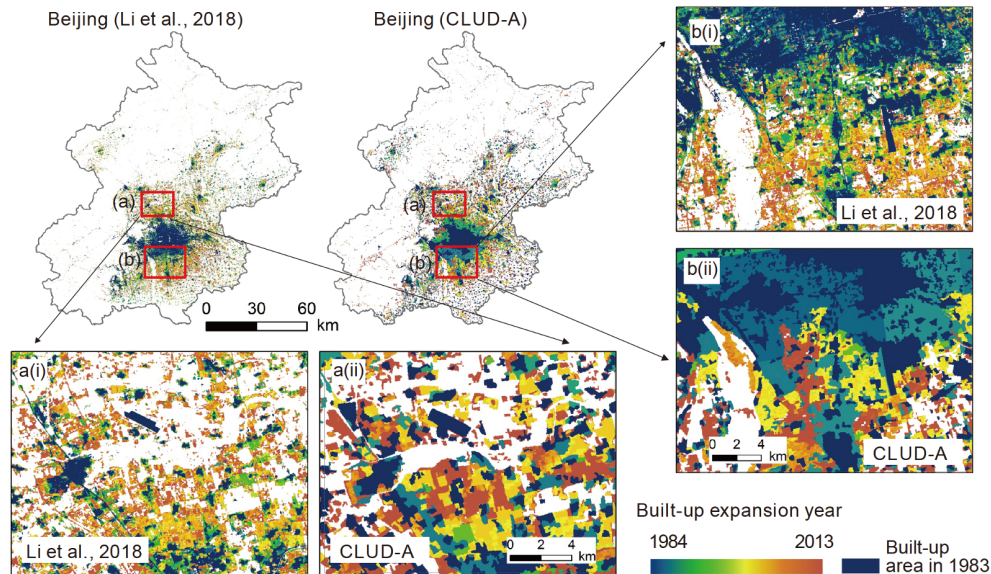 Beijing (Li et al., 2018)
Beijing (CLUD-A)
(a)
(b)
(a)
(b)
0 30 60
km
b(i)
Li et al., 2018
b(ii)
0 2 4
km
CLUD-A
a(i)
Li et al., 2018
a(ii)
CLUD-A
0 2 4
km
Built-up expansion year
1984 2013
Built-up
area in 1983